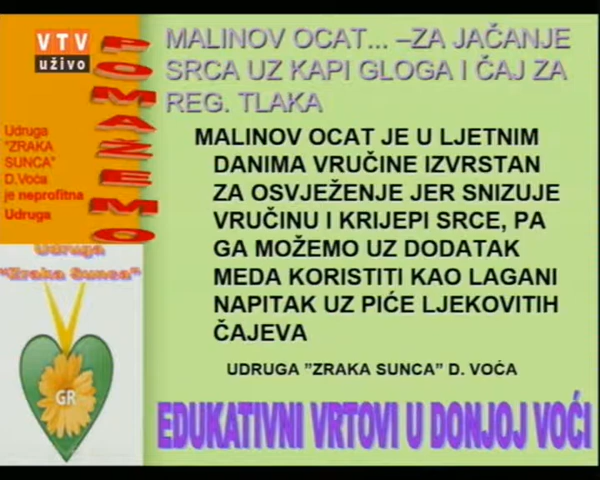 VTV
uživo
POMAŽEMO
Udruga
"ZRAKA
SUNCA"
D.Voća
je neprofitna
Udruga
Udruga
"Zraka Sunca"
GR
MALINOV OCAT... –ZA JAČANJE
SRCA UZ KAPI GLOGA I ČAJ ZA
REG. TLAKA
MALINOV OCAT JE U LJETNIM
DANIMA VRUČINE IZVRSTAN
ZA OSVJEŽENJE JER SNIZUJE
VRUČINU I KRIJEPI SRCE, PA
GA MOŽEMO UZ DODATAK
MEDA KORISTITI KAO LAGANI
NAPITAK UZ PIĆE LJEKOVITIH
ČAJEVA
UDRUGA "ZRAKA SUNCA" D. VOĆA
EDUKATIVNI VRTOVI U DONJOJ VOĆI